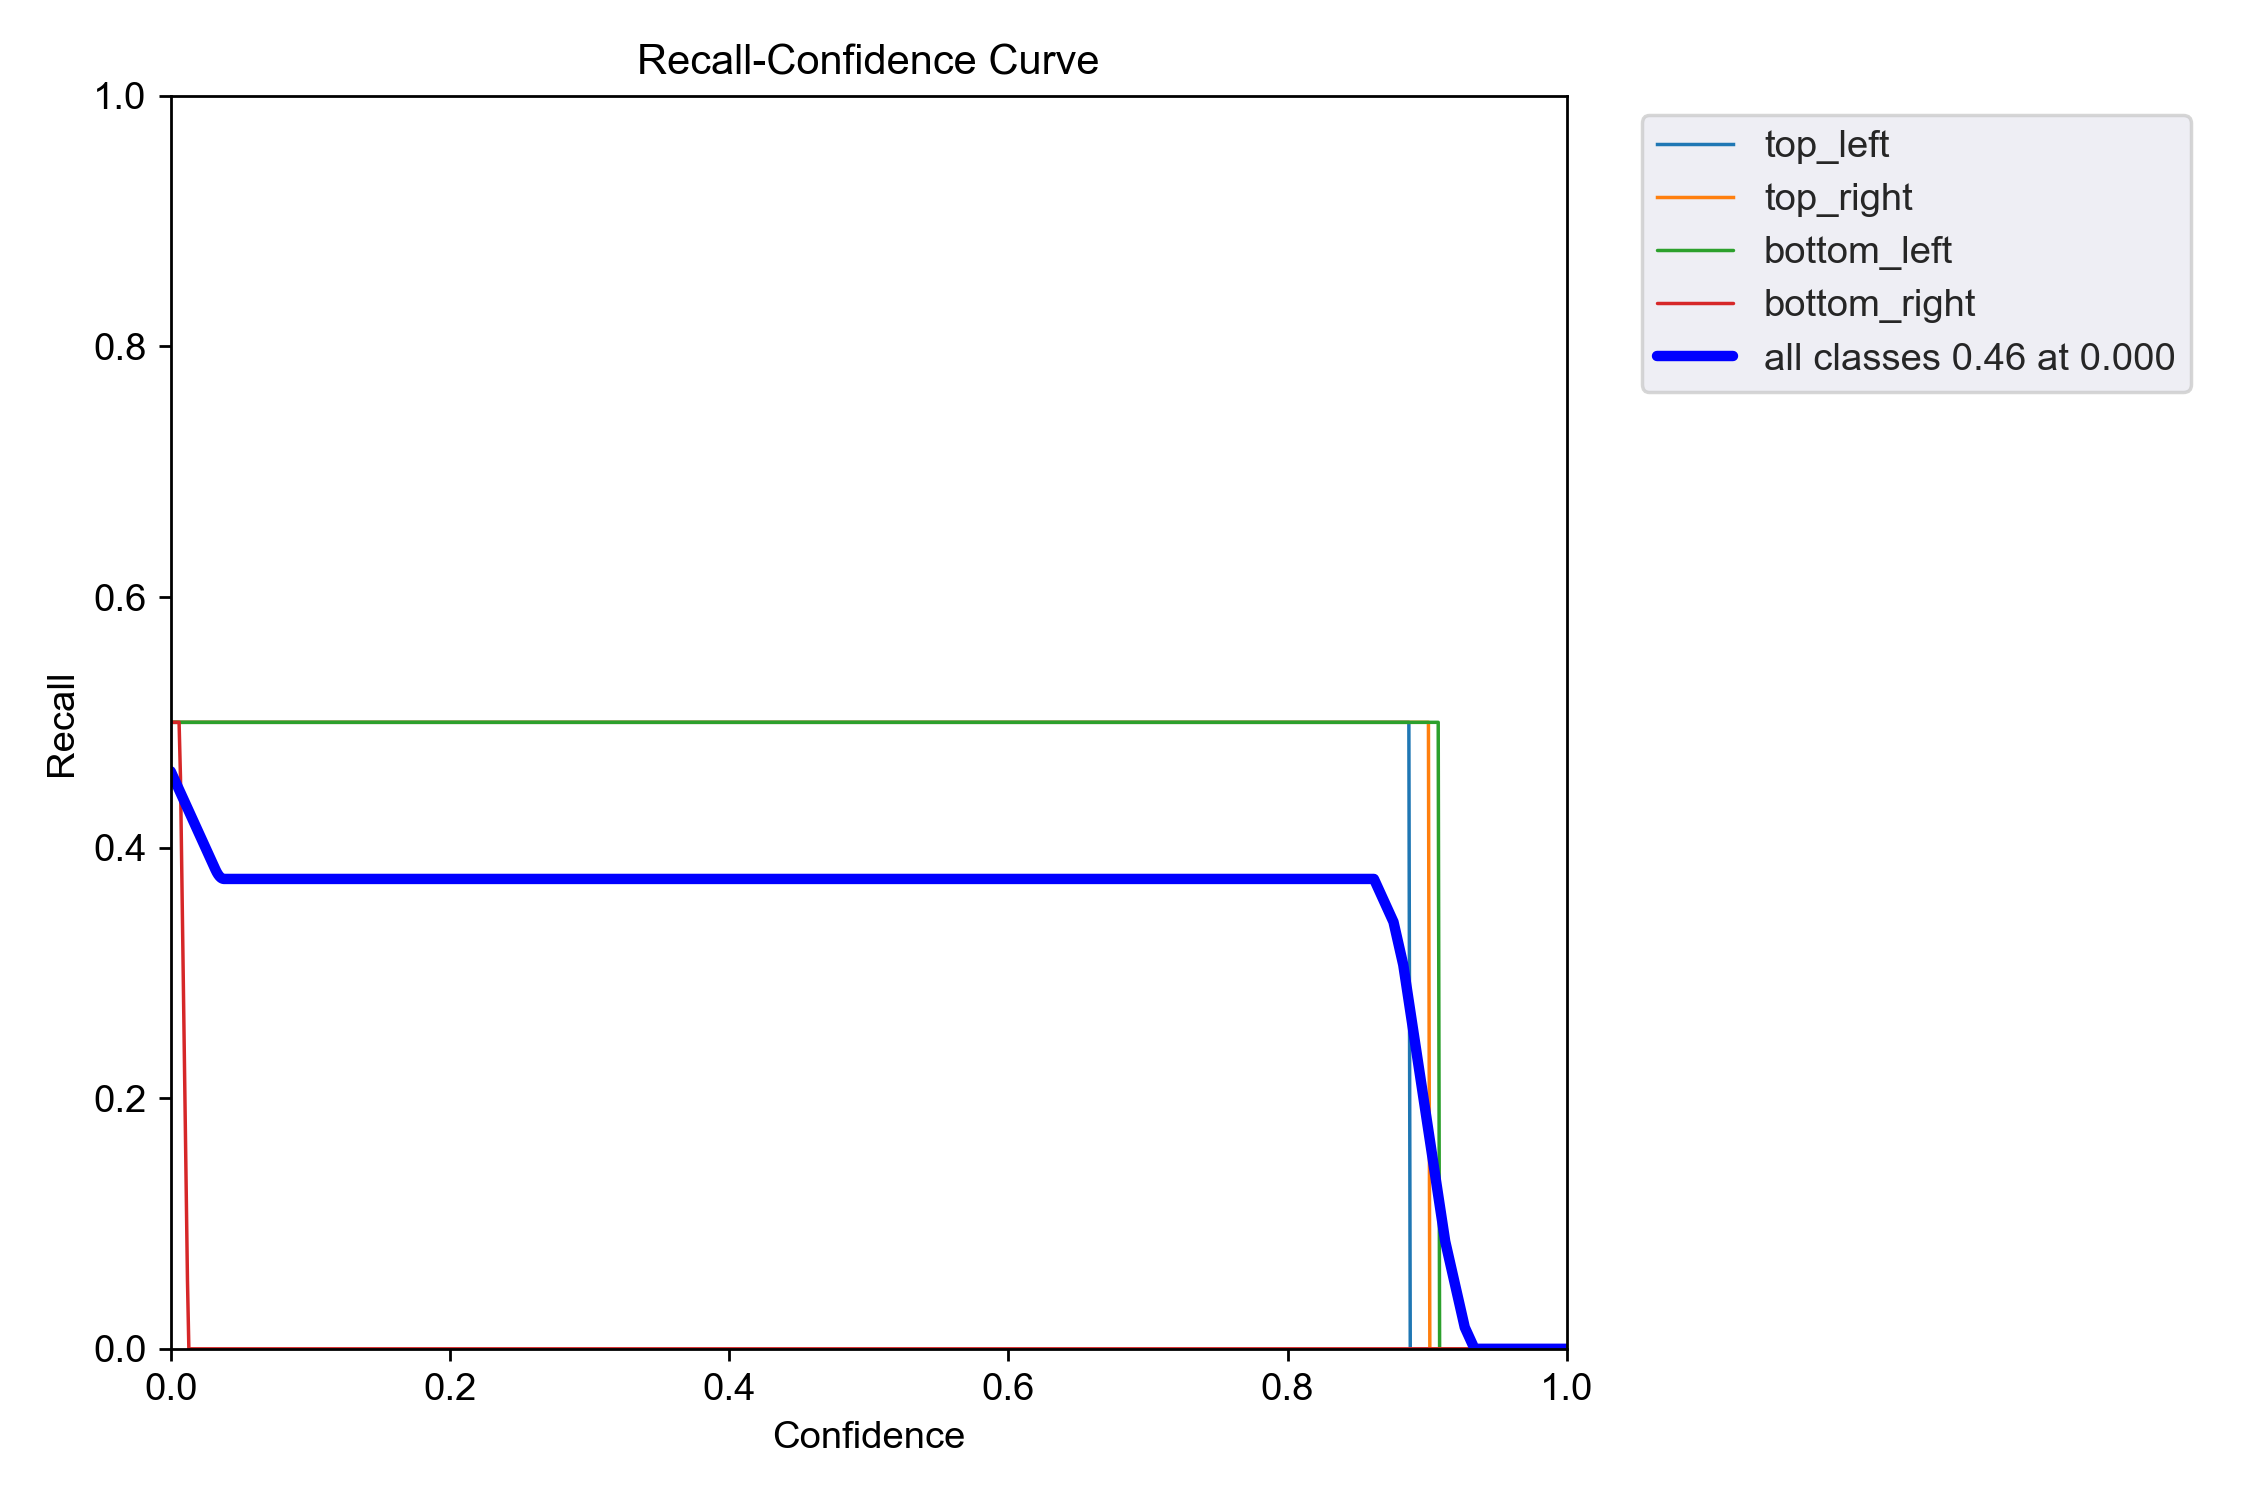 Recall-Confidence Curve
1.0
0.8
0.6
0.4
0.2
0.0
Recall
0.0 0.2 0.4 0.6 0.8 1.0
Confidence
top_left
top_right
bottom_left
bottom_right
all classes 0.46 at 0.000